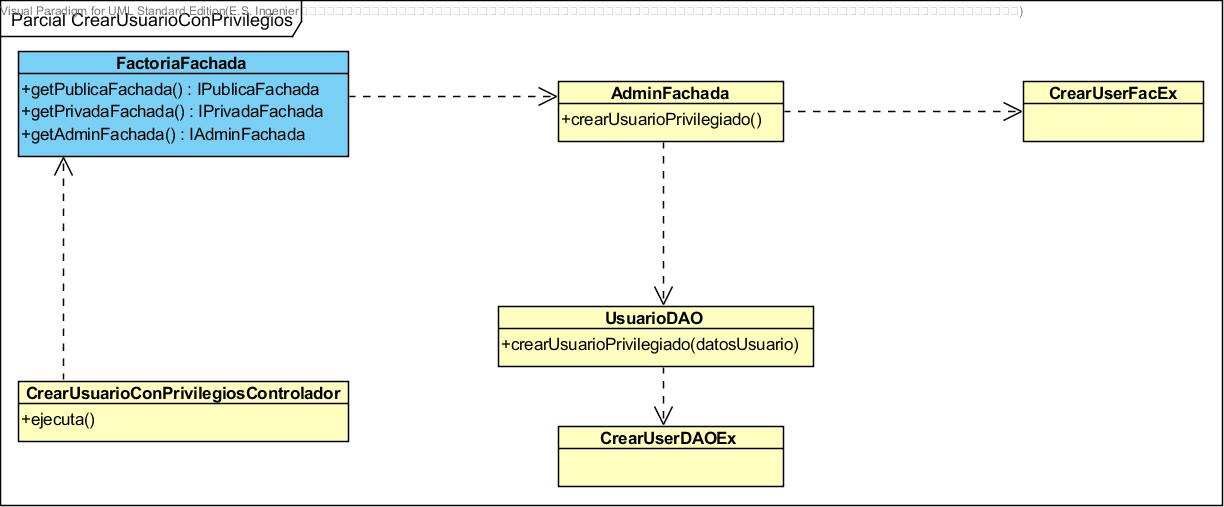 Visual Paradigm for UML Standard Edition(E.S. Ingenier
Parcial CrearUsuarioConPrivilegios
FactoriaFachada
+getPublicaFachada() : IPublicaFachada
+getPrivadaFachada() : IPrivadaFachada
+getAdminFachada() : IAdminFachada
AdminFachada
+crearUsuarioPrivilegiado()
CrearUserFacEx
UsuarioDAO
+crearUsuarioPrivilegiado(datosUsuario)
CrearUsuarioConPrivilegiosControlador
+ejecuta()
CrearUserDAOEx